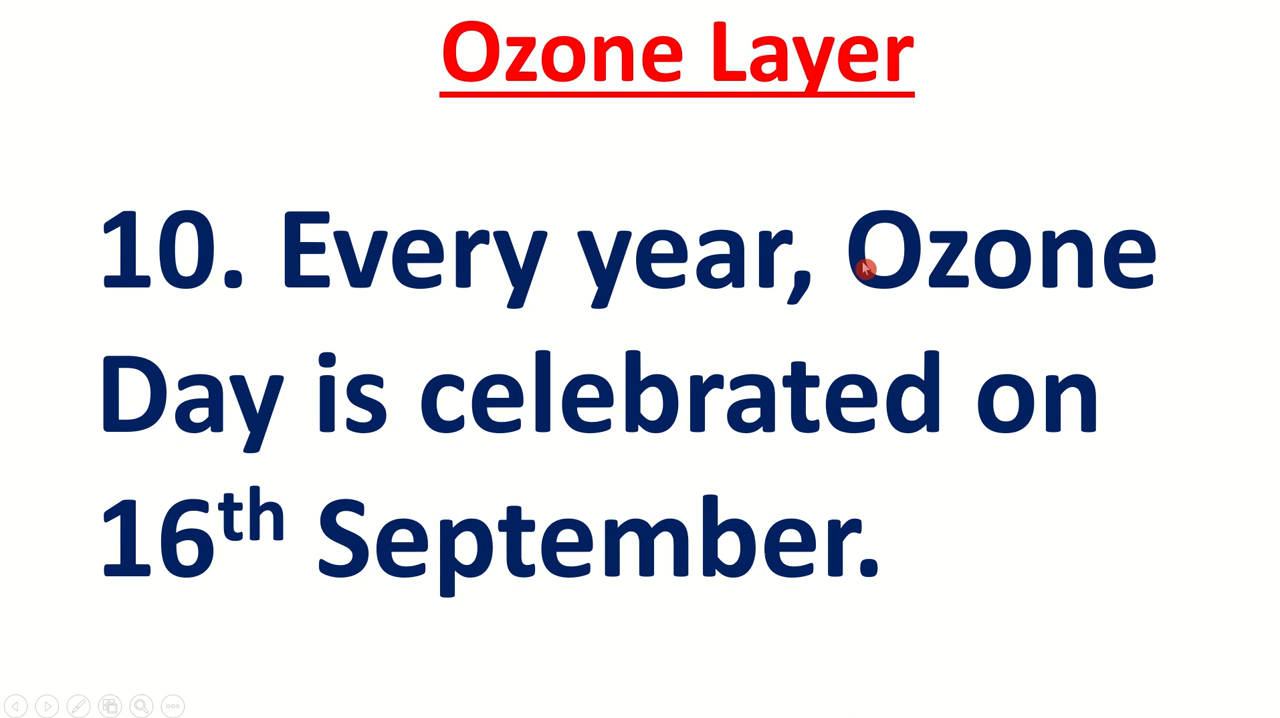 Ozone Layer
10. Every year, Ozone
Day is celebrated on
16th September.